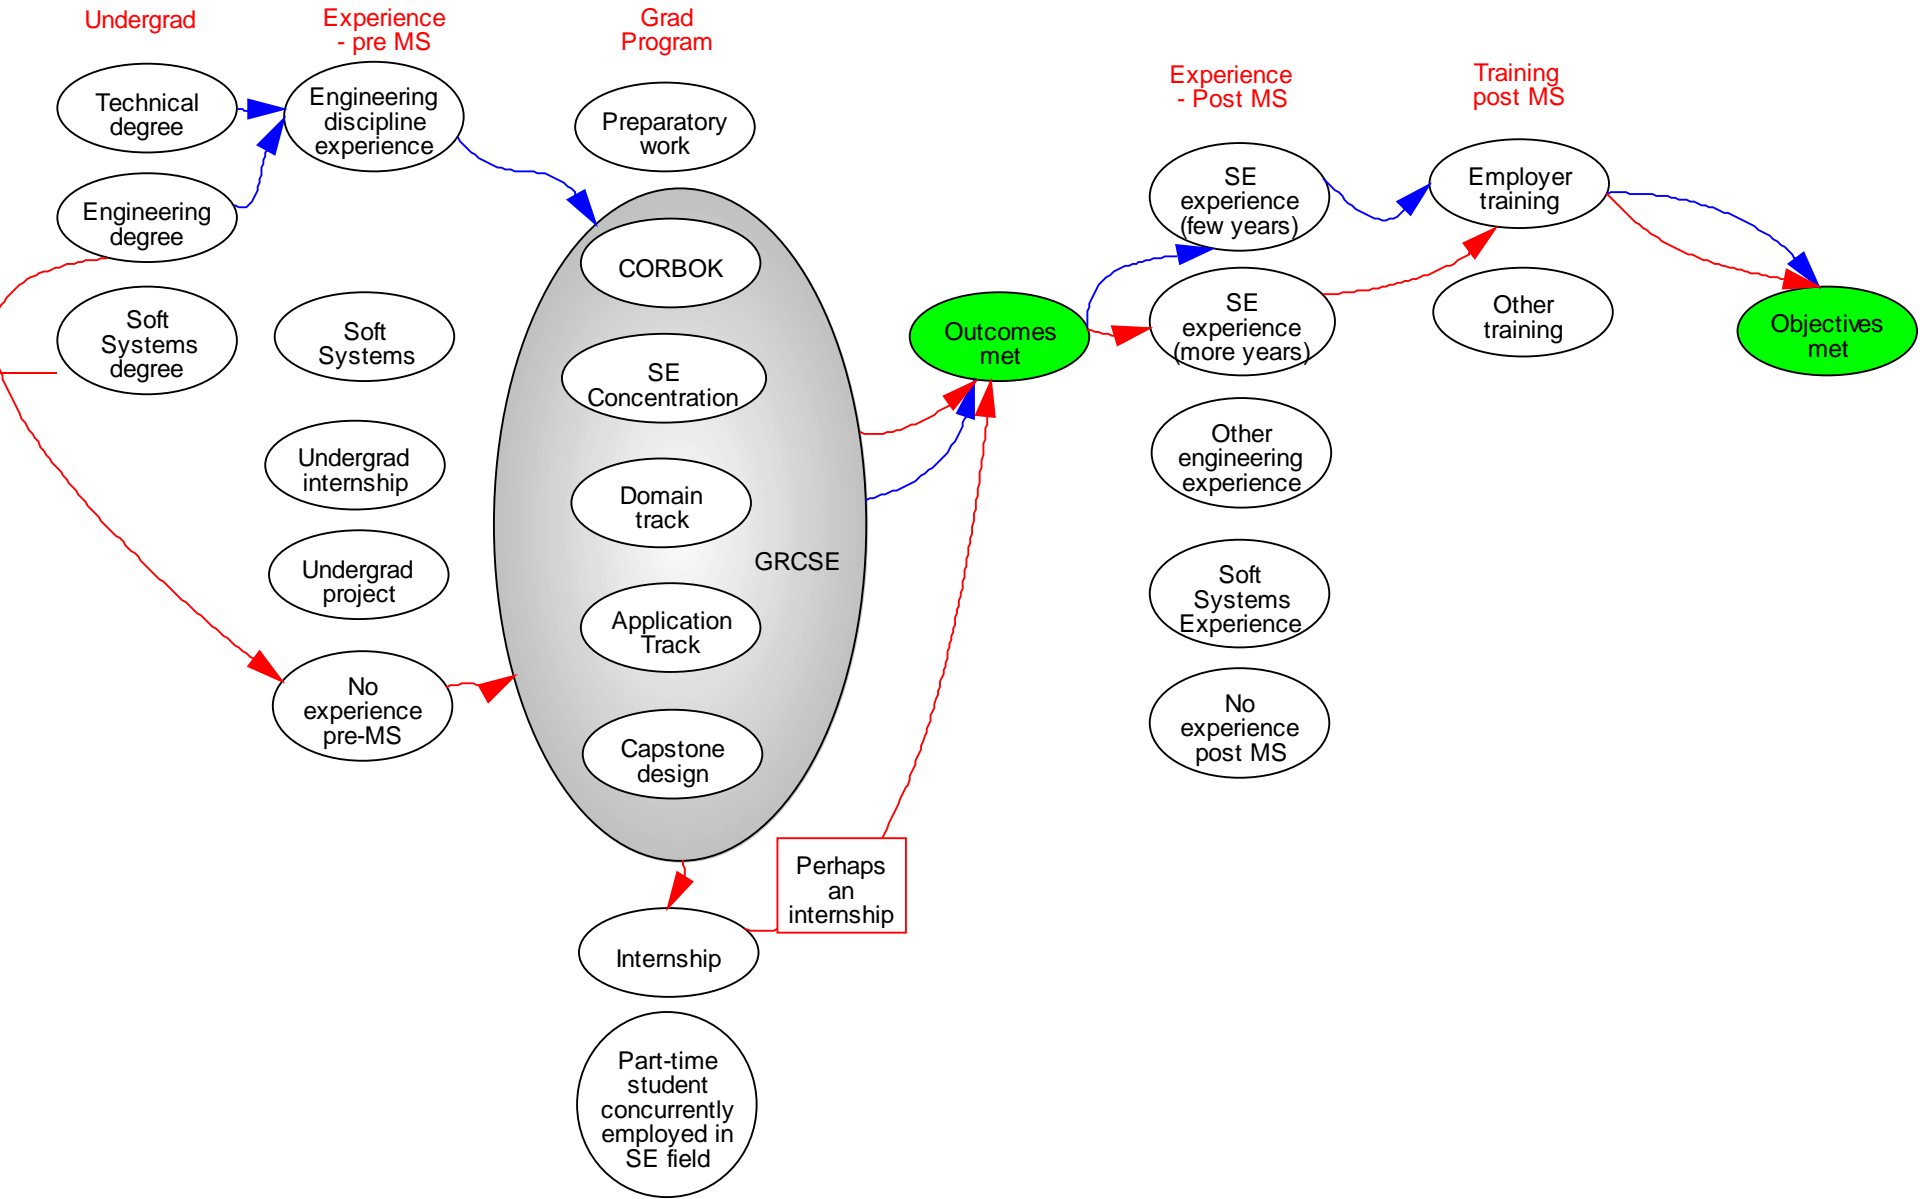 Undergrad
Experience
- pre MS
Grad
Program
Experience
- Post MS
Training
post MS
Technical
degree
Engineering
degree
Soft
Systems
degree
Engineering
discipline
experience
Soft
Systems
Undergrad
internship
Undergrad
project
No
experience
pre-MS
Preparatory
work
CORBOK
SE
Concentration
Domain
track
GRCSE
Application
Track
Capstone
design
Internship
Part-time
student
concurrently
employed in
SE field
Perhaps
an
internship
Outcomes
met
SE
experience
(few years)
SE
experience
(more years)
Other
engineering
experience
Soft
Systems
Experience
No
experience
post MS
Employer
training
Other
training
Objectives
met